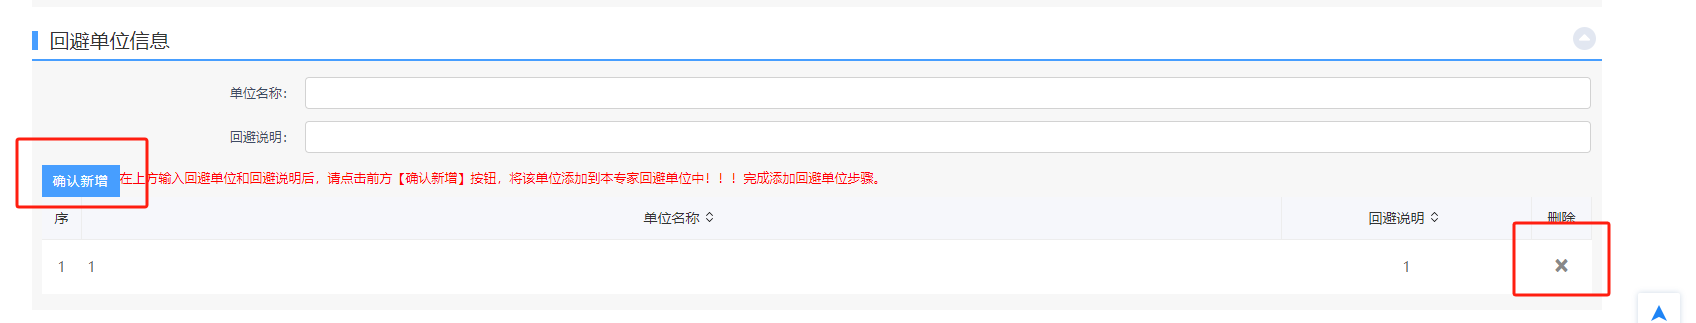 回避单位信息
单位名称：
回避说明：
确认新增 在上方输入回避单位和回避说明后，请点击前方【确认新增】按钮，将该单位添加到本专家回避单位中！！！完成添加回避单位步骤。
序 单位名称 回避说明 删除
1 1 1